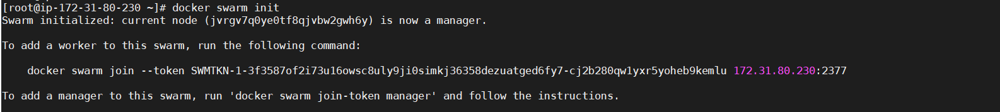 [root@ip-172-31-80-230 ~]# docker swarm init
Swarm initialized: current node (jvrgv7q0ye0tf8qjvbw2gwh6y) is now a manager.
To add a worker to this swarm, run the following command:
docker swarm join --token SWMTKN-1-3f3587of2i73u16owsc8uly9ji0simkj36358dezuatged6fy7-cj2b280qw1yxr5yoheb9kemlu 172.31.80.230:2377
To add a manager to this swarm, run 'docker swarm join-token manager' and follow the instructions.